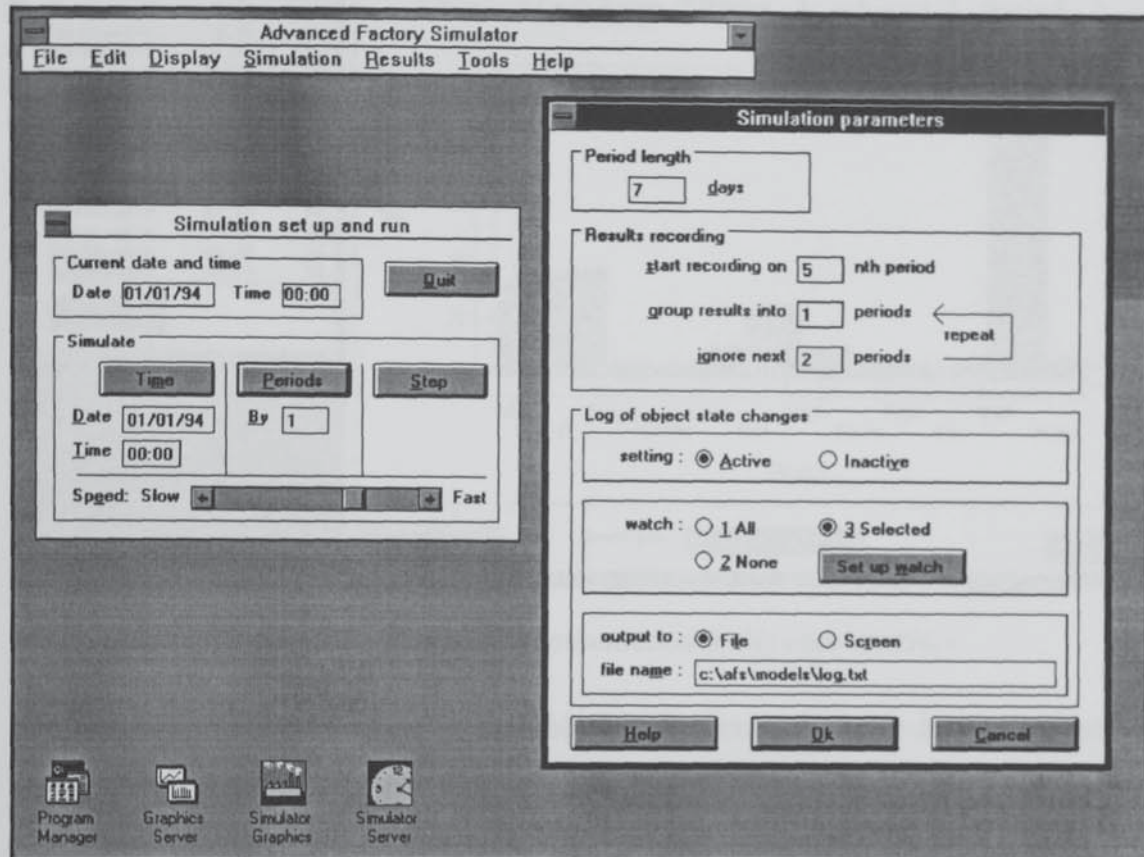 Advanced Factory Simulator
File Edit Display Simulation Results Tools Help
Simulation set up and run
Current date and time
Date 01/01/94 Time 00:00
Quit
Simulate
Time Periods Stop
Date 01/01/94 By 1
Time 00:00
Speed: Slow Fast
Simulation parameters
Period length
7 days
Results recording
start recording on 5 nth period
group results into 1 periods
repeat
ignore next 2 periods
Log of object state changes
setting : Active Inactive
watch : 1 All 3 Selected
2 None Set up watch
output to : File Screen
file name : c:\afs\models\log.txt
Help Ok Cancel
Program Manager
Graphics Server
Simulator Graphics
Simulator Server
12